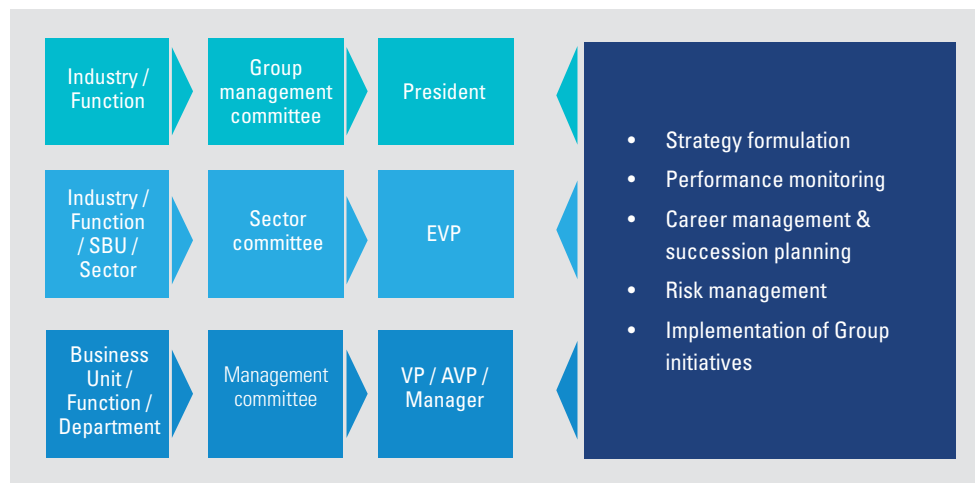 Industry /
Function
Group
management
committee
President
Industry /
Function
/ SBU /
Sector
Sector
committee
EVP
Business
Unit /
Function /
Department
Management
committee
VP / AVP /
Manager
• Strategy formulation
• Performance monitoring
• Career management &
succession planning
• Risk management
• Implementation of Group
initiatives